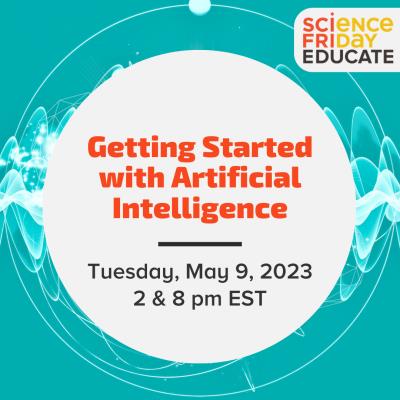 SCIENCE
FRIDAY
EDUCATE
Getting Started
with Artificial
Intelligence
Tuesday, May 9, 2023
2 & 8 pm EST